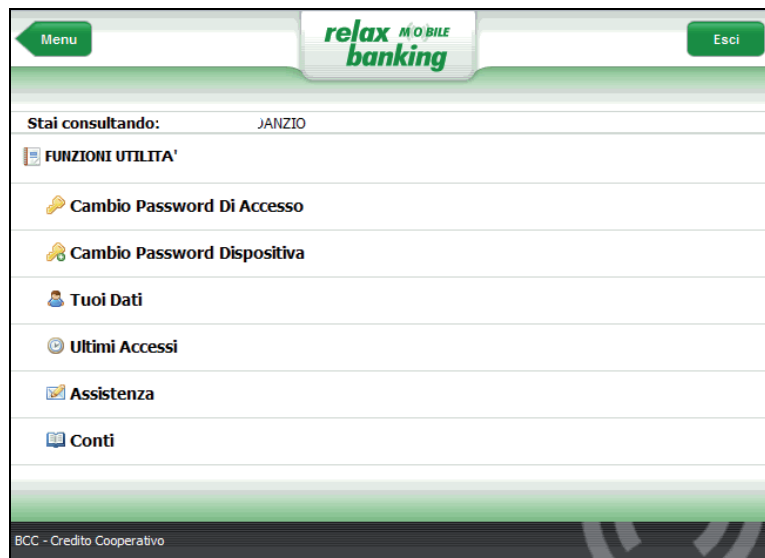 Menu
relax MOBILE
banking
Esci
Stai consultando:
FUNZIONI UTILITA'
Cambio Password Di Accesso
Cambio Password Dispositiva
Tuoi Dati
Ultimi Accessi
Assistenza
Conti
BCC - Credito Cooperativo